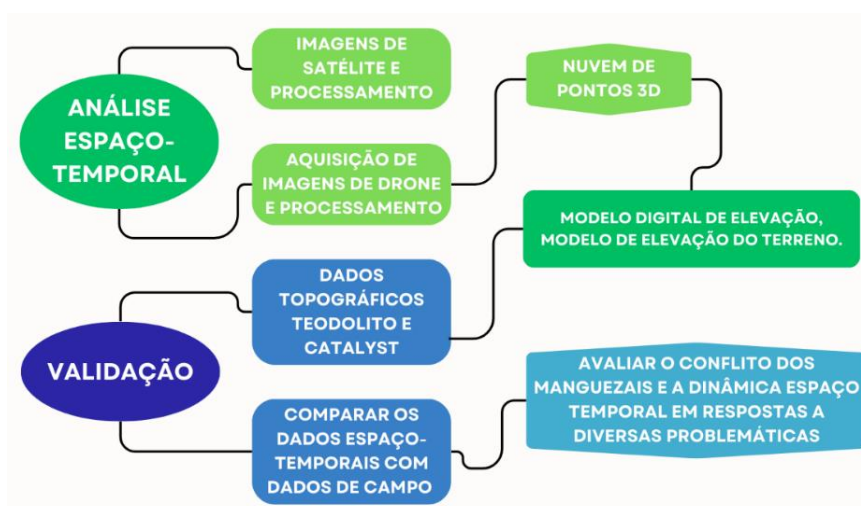 ANÁLISE
ESPAÇO-
TEMPORAL
IMAGENS DE
SATÉLITE E
PROCESSAMENTO
AQUISIÇÃO DE
IMAGENS DE DRONE
E PROCESSAMENTO
NUVEM DE
PONTOS 3D
MODELO DIGITAL DE ELEVAÇÃO,
MODELO DE ELEVAÇÃO DO TERRENO.
VALIDAÇÃO
DADOS
TOPOGRÁFICOS
TEODOLITO E
CATALYST
COMPARAR OS
DADOS ESPAÇO-
TEMPORAIS COM
DADOS DE CAMPO
AVALIAR O CONFLITO DOS
MANGUEZAIS E A DINÂMICA ESPAÇO
TEMPORAL EM RESPOSTAS A
DIVERSAS PROBLEMÁTICAS